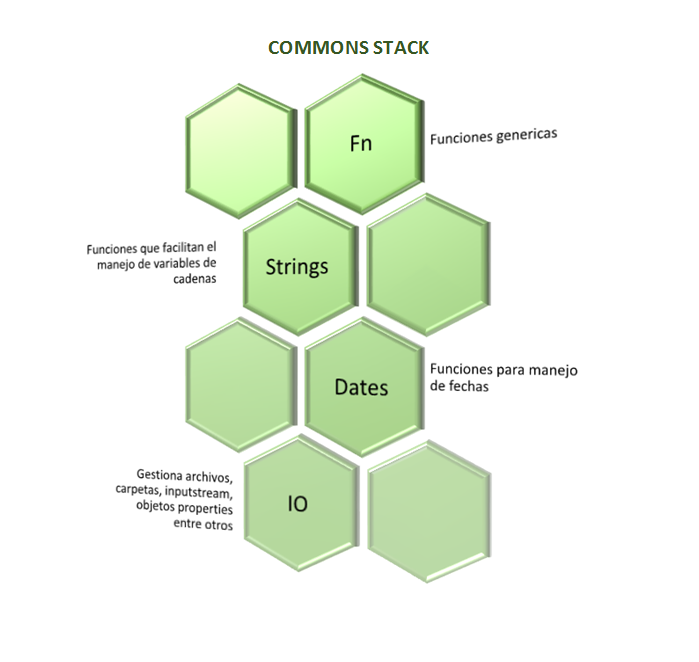 COMMONS STACK
Fn
Funciones genericas
Funciones que facilitan el
manejo de variables de
cadenas
Strings
Dates
Funciones para manejo
de fechas
Gestiona archivos,
carpetas, inputstream,
objetos properties
entre otros
IO